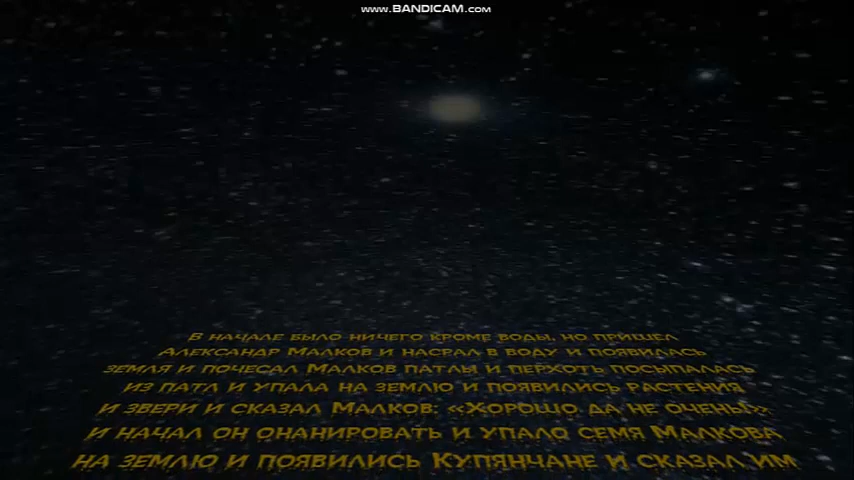 www.BANDICAM.com
В начале было ничего кроме воды, но пришел
Александр Малков и насрал в воду и появилась
земля и почесал Малков патлы и перхоть посыпалась
из патл и упала на землю и появились растения
и звери и сказал Малков: «Хорошо да не очень!»
и начал он онанировать и упало семя Малкова
на землю и появились Купянчане и сказал им